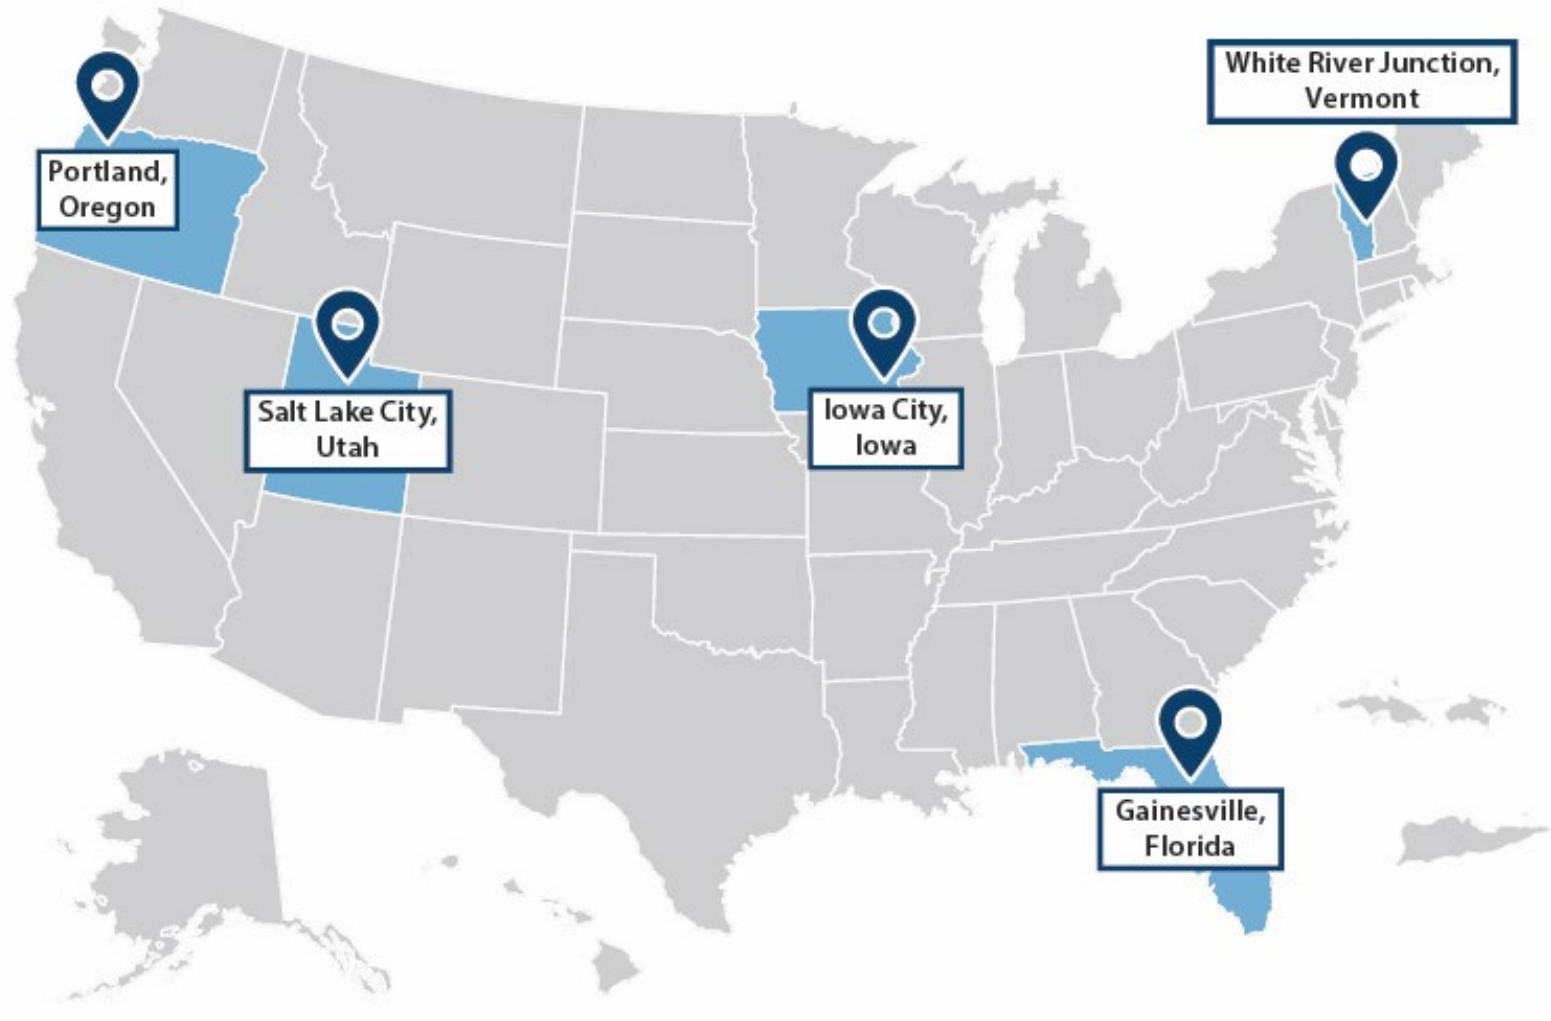 White River Junction,
Vermont
Portland,
Oregon
Salt Lake City,
Utah
Iowa City,
Iowa
Gainesville,
Florida